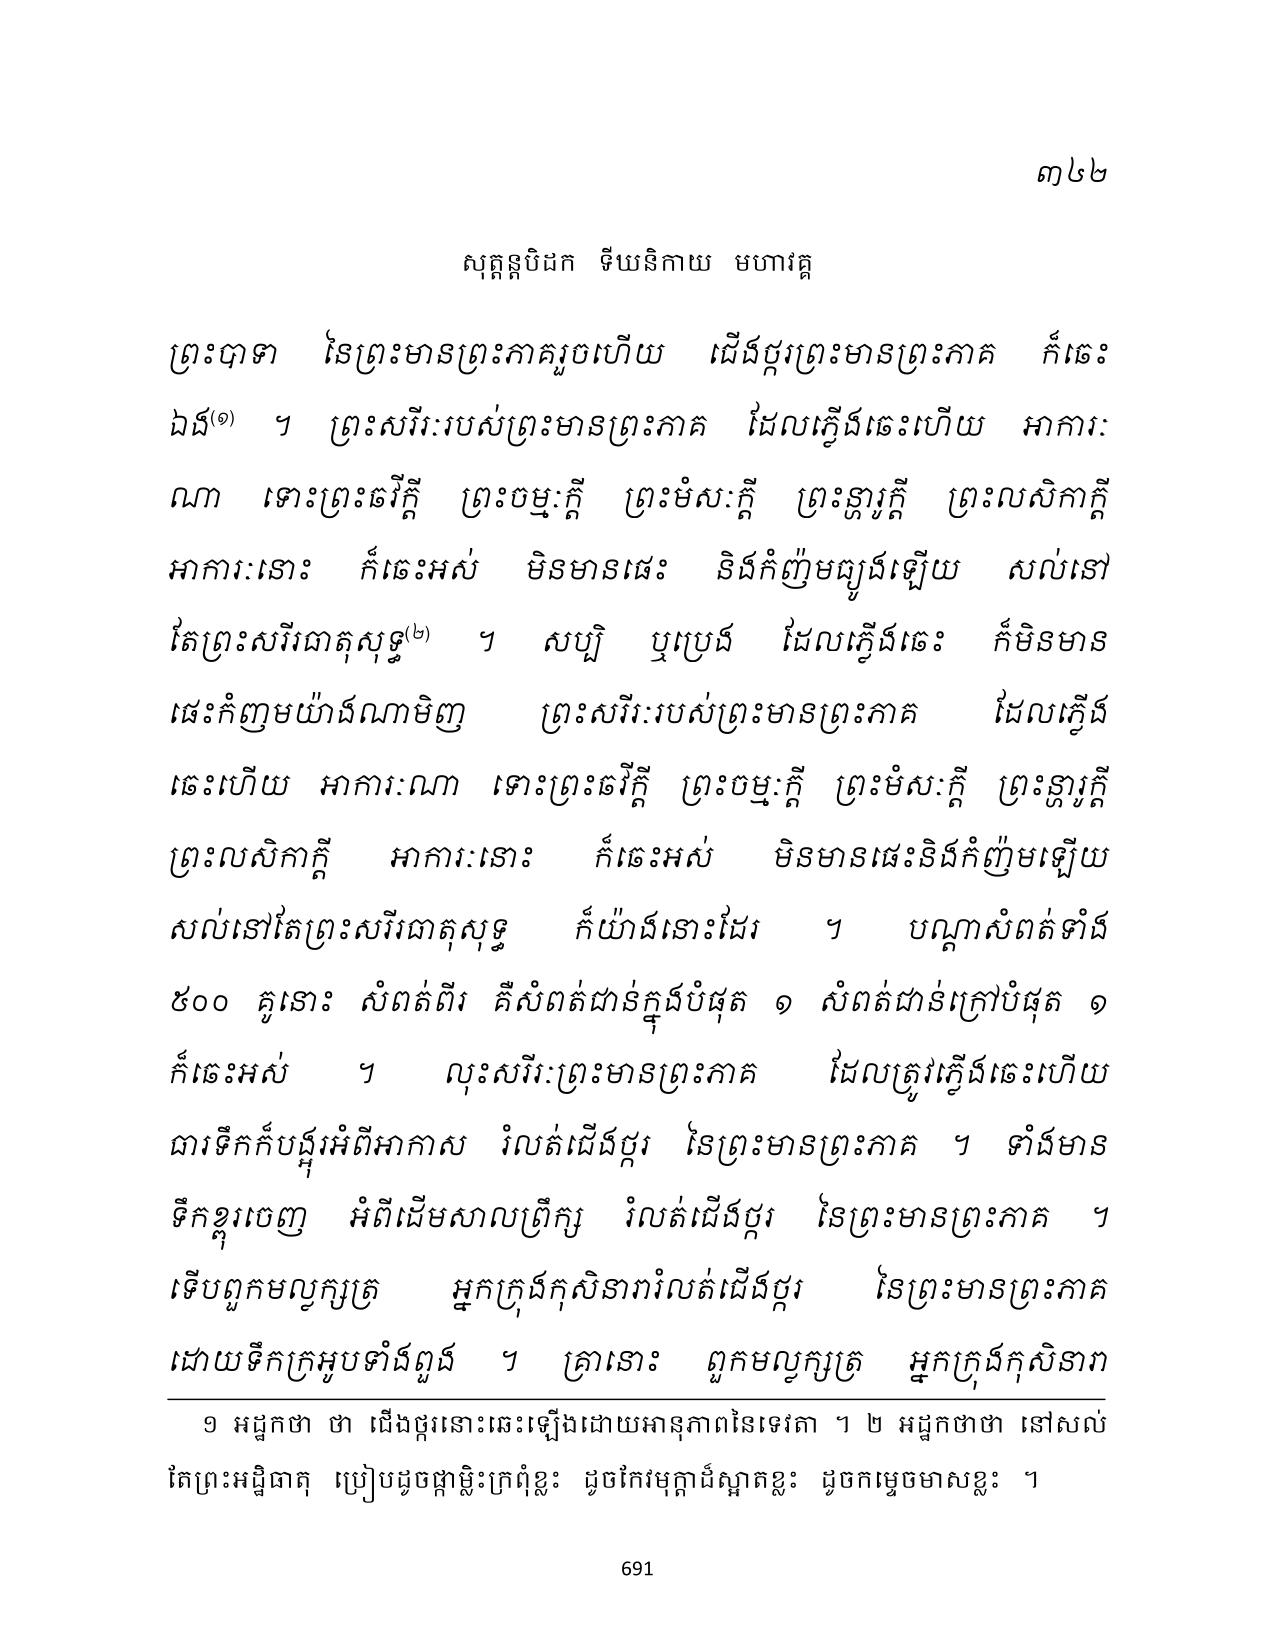 ៣៤២
សុត្តន្តបិដក ទីឃនិកាយ មហាវគ្គ
ព្រះបាទា នៃព្រះមានព្រះភាគរួចហើយ ជើងថ្ករព្រះមានព្រះភាគ ក៏ឆេះ
ឯង(១) ។ ព្រះសរីរៈរបស់ព្រះមានព្រះភាគ ដែលភ្លើងឆេះហើយ អាការៈ
ណា ទោះព្រះឆវីក្តី ព្រះចម្មៈក្តី ព្រះមំសៈក្តី ព្រះន្ហារូក្តី ព្រះលសិកាក្តី
អាការៈនោះ ក៏ឆេះអស់ មិនមានផេះ និងកំញ៉មធ្យូងឡើយ សល់នៅ
តែព្រះសរីរធាតុសុទ្ធ(២) ។ សប្បិ ឬប្រេង ដែលភ្លើងឆេះ ក៏មិនមាន
ផេះកំញមយ៉ាងណាមិញ ព្រះសរីរៈរបស់ព្រះមានព្រះភាគ ដែលភ្លើង
ឆេះហើយ អាការៈណា ទោះព្រះឆវីក្តី ព្រះចម្មៈក្តី ព្រះមំសៈក្តី ព្រះន្ហារូក្តី
ព្រះលសិកាក្តី អាការៈនោះ ក៏ឆេះអស់ មិនមានផេះនិងកំញ៉មឡើយ
សល់នៅតែព្រះសរីរធាតុសុទ្ធ ក៏យ៉ាងនោះដែរ ។ បណ្តាសំពត់ទាំង
៥០០ គូនោះ សំពត់ពីរ គឺសំពត់ជាន់ក្នុងបំផុត ១ សំពត់ជាន់ក្រៅបំផុត ១
ក៏ឆេះអស់ ។ លុះសរីរៈព្រះមានព្រះភាគ ដែលត្រូវភ្លើងឆេះហើយ
ធារទឹកក៏បង្អុរអំពីអាកាស រំលត់ជើងថ្ករ នៃព្រះមានព្រះភាគ ។ ទាំងមាន
ទឹកខ្ពុរចេញ អំពីដើមសាលព្រឹក្ស រំលត់ជើងថ្ករ នៃព្រះមានព្រះភាគ ។
ទើបពួកមល្លក្សត្រ អ្នកក្រុងកុសិនារារំលត់ជើងថ្ករ នៃព្រះមានព្រះភាគ
ដោយទឹកក្រអូបទាំងពួង ។ គ្រានោះ ពួកមល្លក្សត្រ អ្នកក្រុងកុសិនារា
១ អដ្ឋកថា ថា ជើងថ្ករនោះឆេះឡើងដោយអានុភាពនៃទេវតា ។ ២ អដ្ឋកថាថា នៅសល់
តែព្រះអដ្ឋិធាតុ ប្រៀបដូចផ្កាម្លិះក្រពុំខ្លះ ដូចកែវមុក្តាដ៏ស្អាតខ្លះ ដូចកម្ទេចមាសខ្លះ ។
691